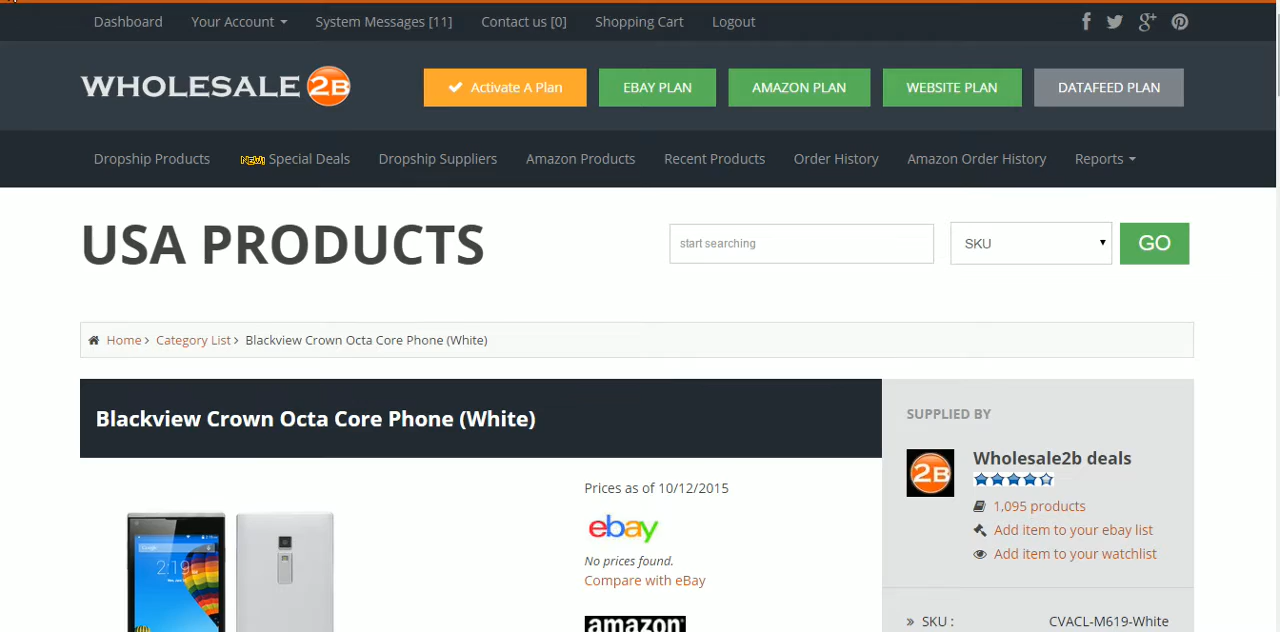 Dashboard Your Account System Messages [11] Contact us [0] Shopping Cart Logout
WHOLESALE 2B Activate A Plan EBAY PLAN AMAZON PLAN WEBSITE PLAN DATAFEED PLAN
Dropship Products NEW! Special Deals Dropship Suppliers Amazon Products Recent Products Order History Amazon Order History Reports
USA PRODUCTS start searching SKU GO
Home > Category List > Blackview Crown Octa Core Phone (White)
Blackview Crown Octa Core Phone (White)
SUPPLIED BY
2B Wholesale2b deals
1,095 products
Add item to your ebay list
Add item to your watchlist
» SKU : CVACL-M619-White
Prices as of 10/12/2015
ebay
No prices found.
Compare with eBay
amazon
Google
2:19